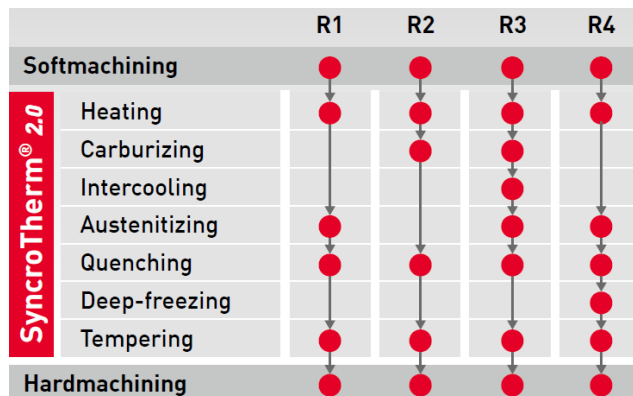 R1 R2 R3 R4
Softmachining
SyncroTherm® 2.0
Heating
Carburizing
Intercooling
Austenitizing
Quenching
Deep-freezing
Tempering
Hardmachining